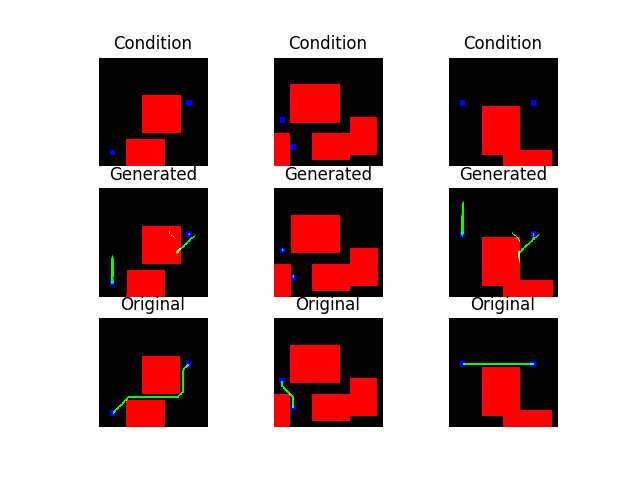 Condition Condition Condition
Generated Generated Generated
Original Original Original